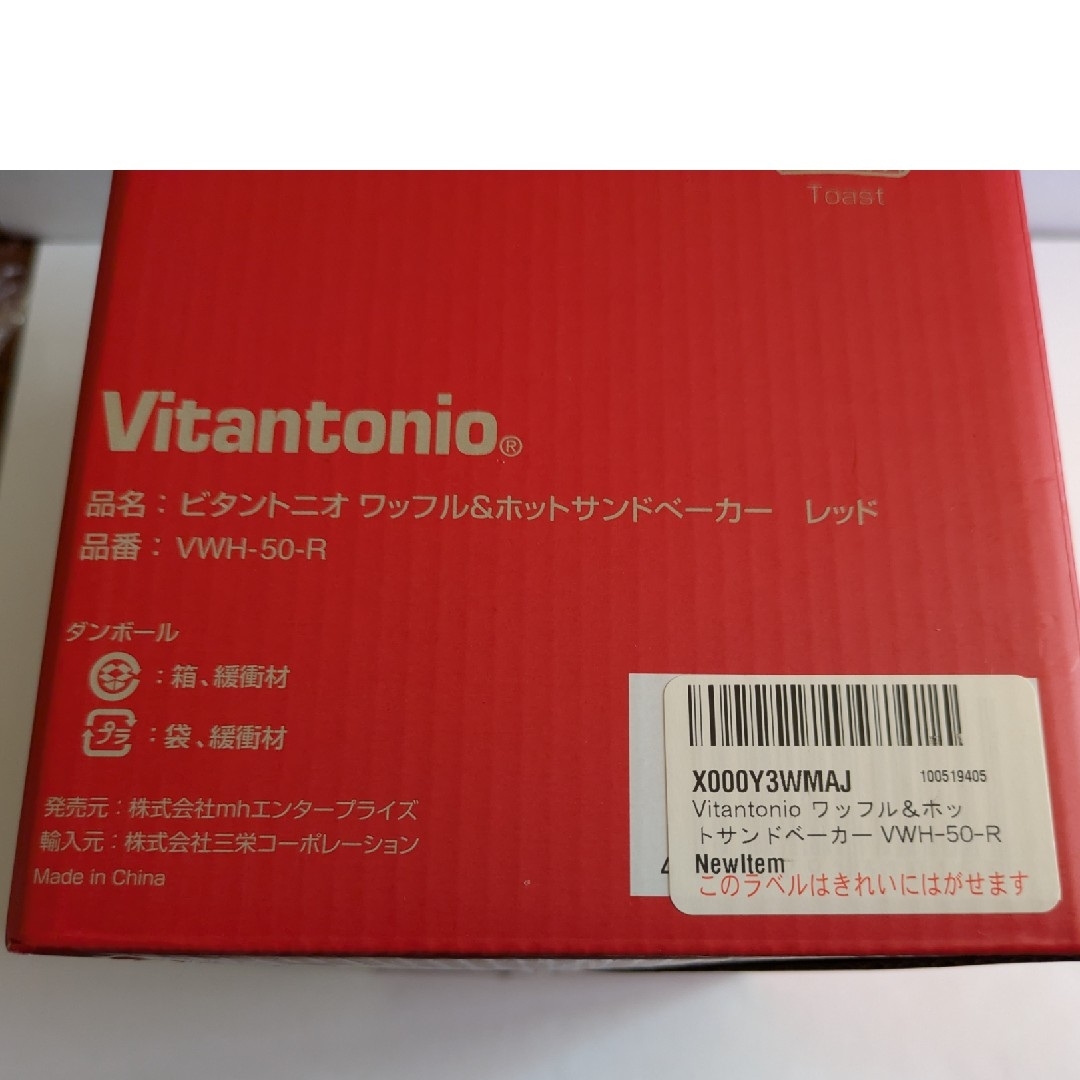 Toast
Vitantonio®
品名：ビタントニオ ワッフル&ホットサンドベーカー　レッド
品番：VWH-50-R
ダンボール
：箱、緩衝材
プラ ：袋、緩衝材
発売元：株式会社mhエンタープライズ
輸入元：株式会社三栄コーポレーション
Made in China
X000Y3WMAJ 100519405
Vitantonio ワッフル＆ホッ
トサンドベーカー VWH-50-R
NewItem
このラベルはきれいにはがせます